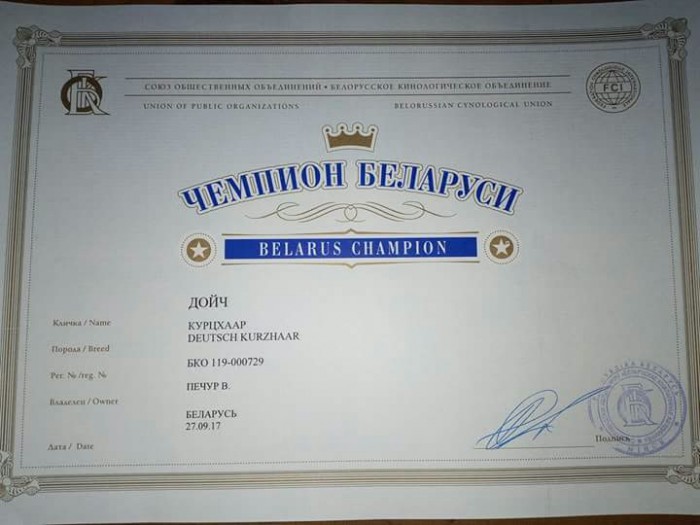 СОЮЗ ОБЩЕСТВЕННЫХ ОБЪЕДИНЕНИЙ • БЕЛОРУССКОЕ КИНОЛОГИЧЕСКОЕ ОБЪЕДИНЕНИЕ
UNION OF PUBLIC ORGANIZATIONS BELORUSSIAN CYNOLOGICAL UNION
FCI
ЧЕМПИОН БЕЛАРУСИ
BELARUS CHAMPION
ДОЙЧ
Кличка / Name КУРЦХААР
DEUTSCH KURZHAAR
Порода / Breed
БКО 119-000729
Рег. № /reg. №
ПЕЧУР В.
Владелец / Owner
БЕЛАРУСЬ
27.09.17
Подпись
Дата / Date